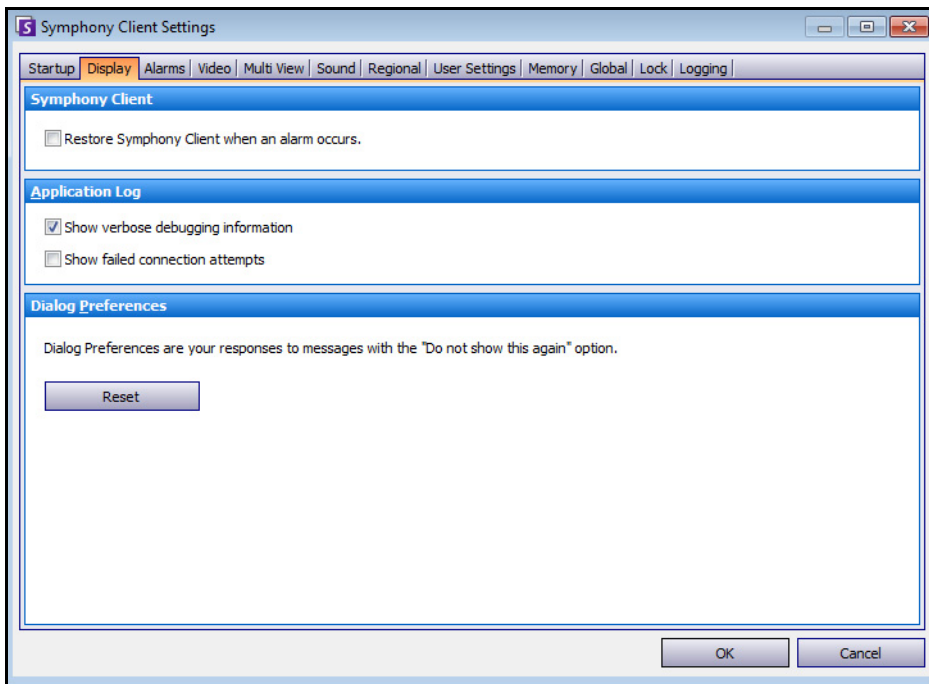 Symphony Client Settings
Startup Display Alarms Video Multi View Sound Regional User Settings Memory Global Lock Logging
Symphony Client
Restore Symphony Client when an alarm occurs.
Application Log
Show verbose debugging information
Show failed connection attempts
Dialog Preferences
Dialog Preferences are your responses to messages with the "Do not show this again" option.
Reset
OK Cancel